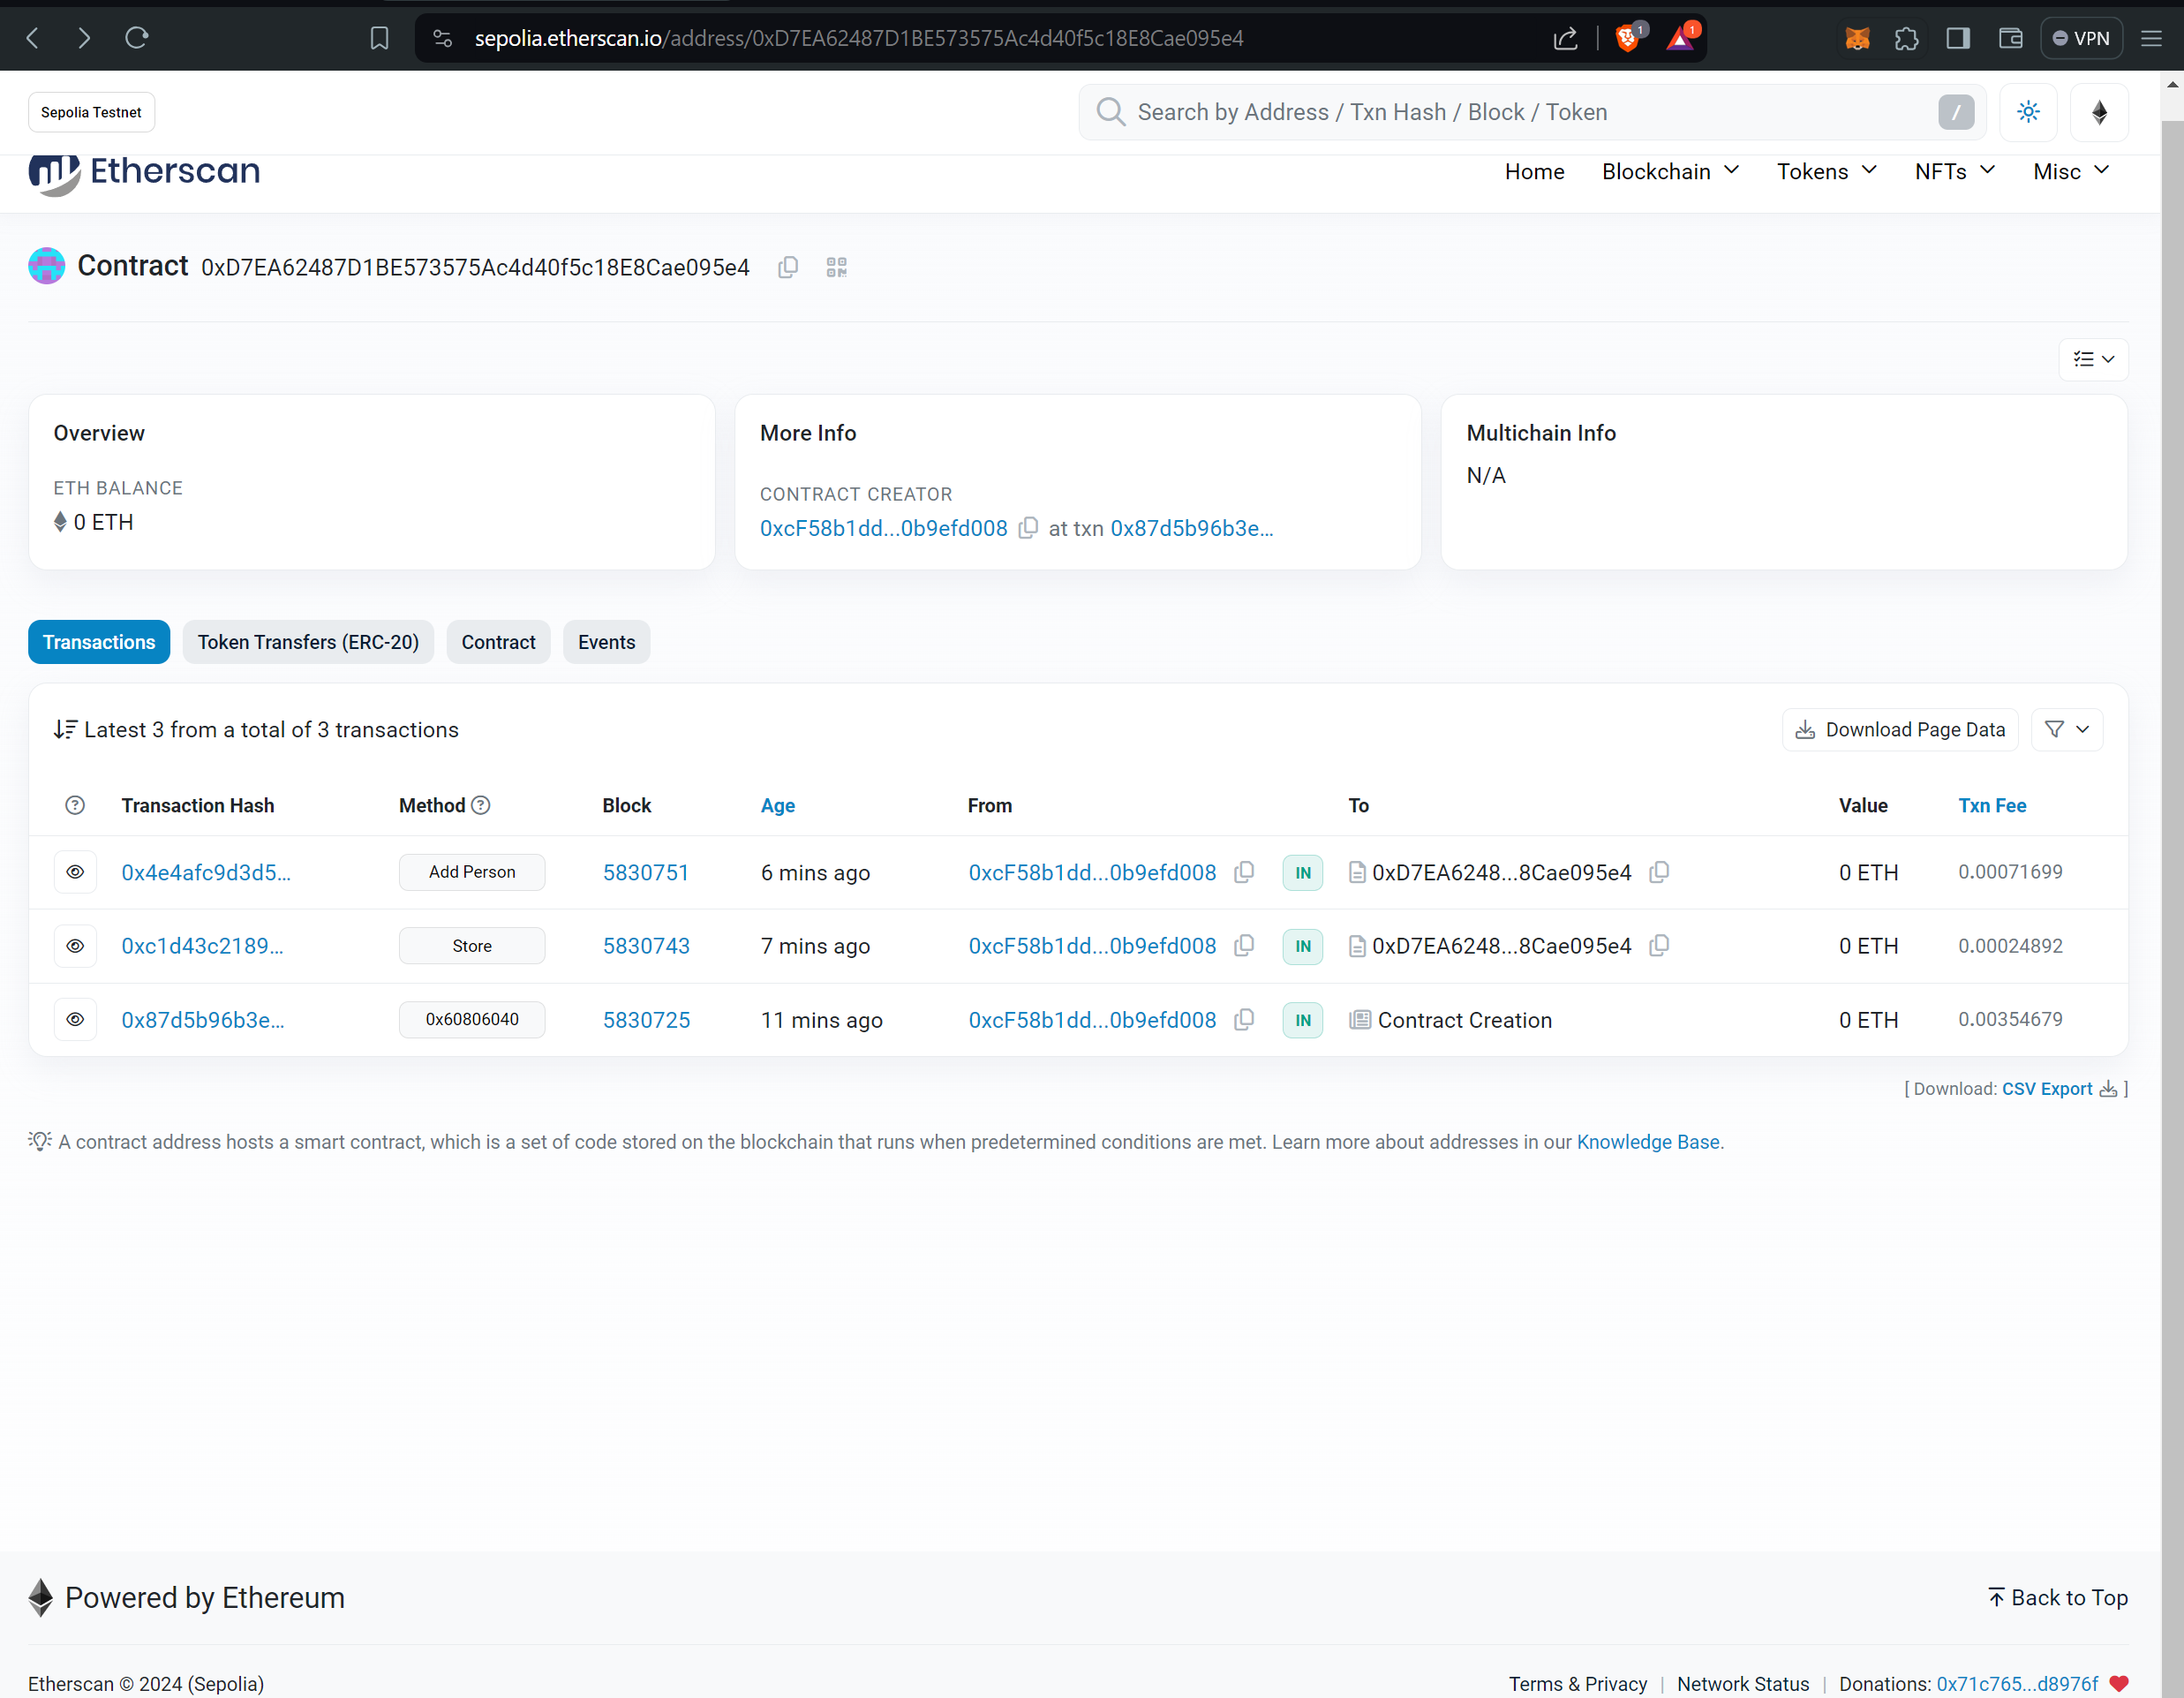 sepolia.etherscan.io/address/0xD7EA62487D1BE573575Ac4d40f5c18E8Cae095e4
1
1
VPN
Sepolia Testnet
Search by Address / Txn Hash / Block / Token
/
Etherscan
Home Blockchain Tokens NFTs Misc
Contract 0xD7EA62487D1BE573575Ac4d40f5c18E8Cae095e4
Overview
ETH BALANCE
0 ETH
More Info
CONTRACT CREATOR
0xcF58b1dd...0b9efd008 at txn 0x87d5b96b3e...
Multichain Info
N/A
Transactions Token Transfers (ERC-20) Contract Events
Latest 3 from a total of 3 transactions
Download Page Data
? Transaction Hash Method ? Block Age From To Value Txn Fee
0x4e4afc9d3d5... Add Person 5830751 6 mins ago 0xcF58b1dd...0b9efd008 IN 0xD7EA6248...8Cae095e4 0 ETH 0.00071699
0xc1d43c2189... Store 5830743 7 mins ago 0xcF58b1dd...0b9efd008 IN 0xD7EA6248...8Cae095e4 0 ETH 0.00024892
0x87d5b96b3e... 0x60806040 5830725 11 mins ago 0xcF58b1dd...0b9efd008 IN Contract Creation 0 ETH 0.00354679
[ Download: CSV Export ]
A contract address hosts a smart contract, which is a set of code stored on the blockchain that runs when predetermined conditions are met. Learn more about addresses in our Knowledge Base.
Powered by Ethereum
Back to Top
Etherscan © 2024 (Sepolia)
Terms & Privacy | Network Status | Donations: 0x71c765...d8976f